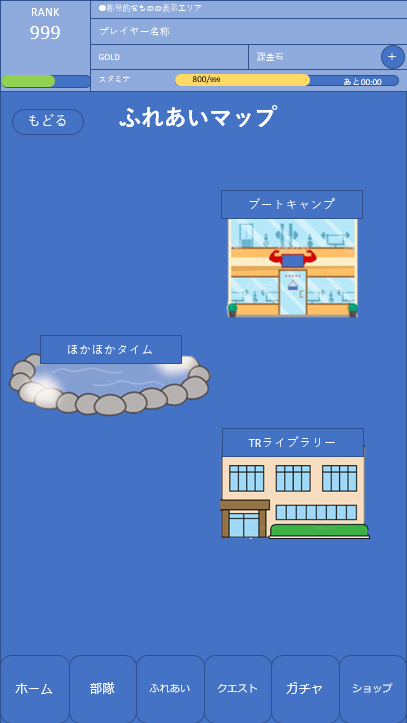 RANK
999
●称号的なものの表示エリア
プレイヤー名称
GOLD
課金石
+
スタミナ
800/999
あと00:00
もどる
ふれあいマップ
ブートキャンプ
ほかほかタイム
TRライブラリー
ホーム
部隊
ふれあい
クエスト
ガチャ
ショップ